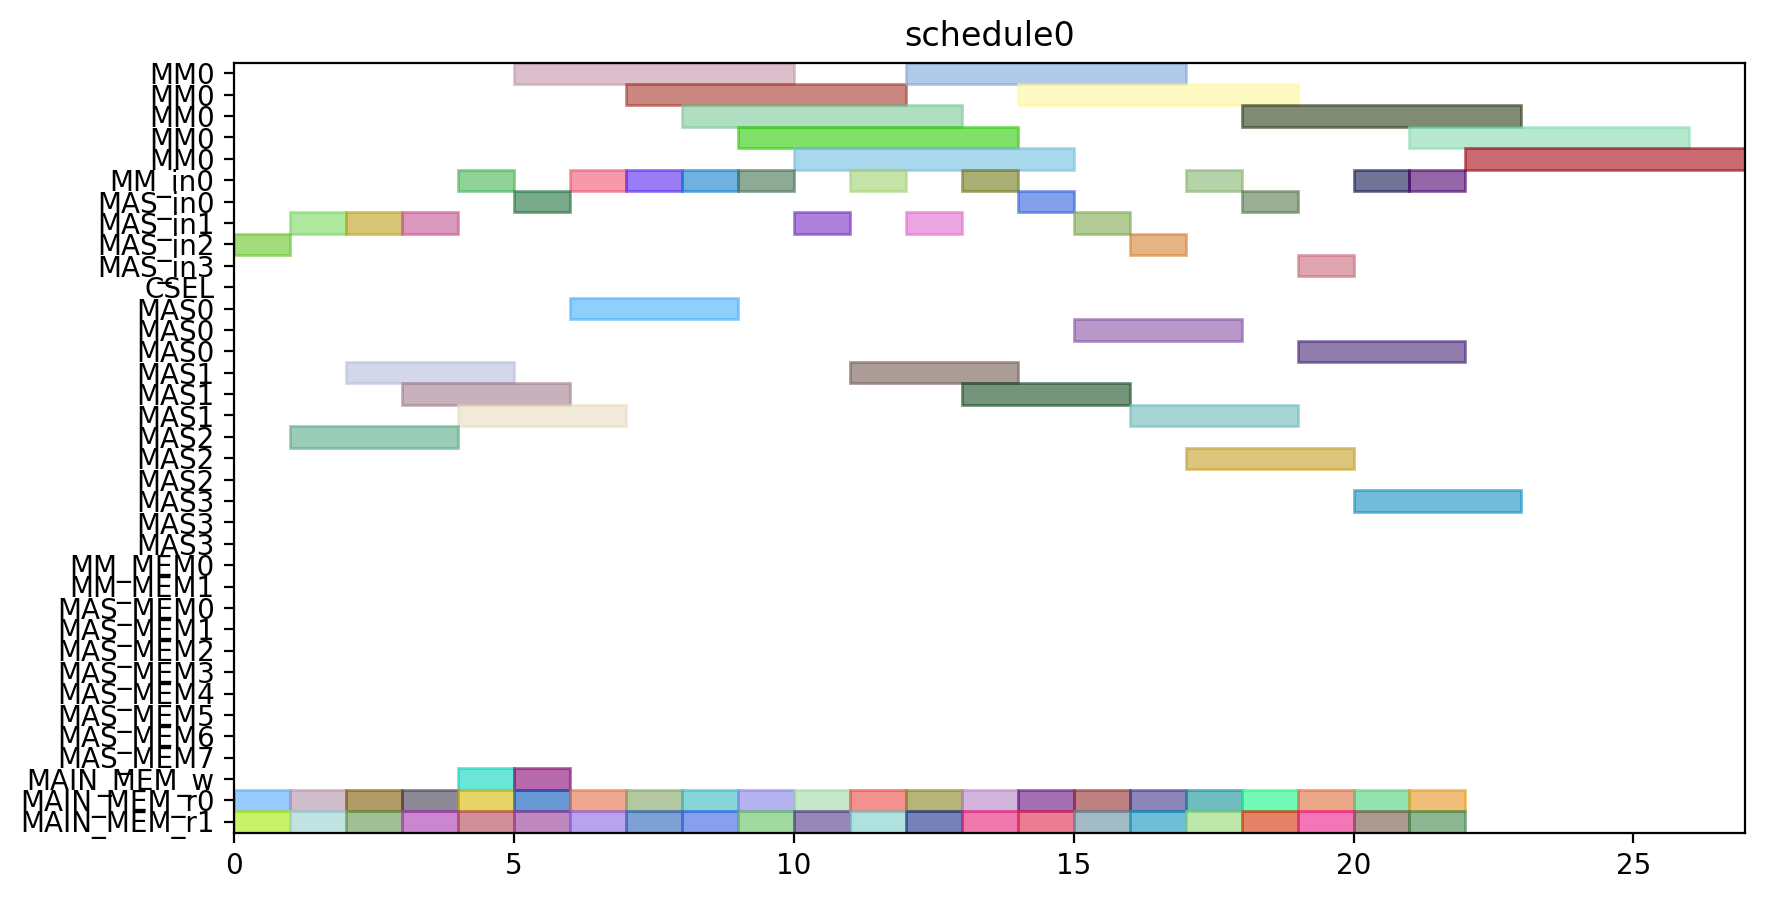 schedule0
MM0
MM0
MM0
MM0
MM0
MM_in0
MAS_in0
MAS_in1
MAS_in2
MAS_in3
CSEL
MAS0
MAS0
MAS0
MAS1
MAS1
MAS1
MAS2
MAS2
MAS2
MAS3
MAS3
MAS3
MM_MEM0
MM_MEM1
MAS_MEM0
MAS_MEM1
MAS_MEM2
MAS_MEM3
MAS_MEM4
MAS_MEM5
MAS_MEM6
MAS_MEM7
MAIN_MEM_w
MAIN_MEM_r0
MAIN_MEM_r1
0 5 10 15 20 25